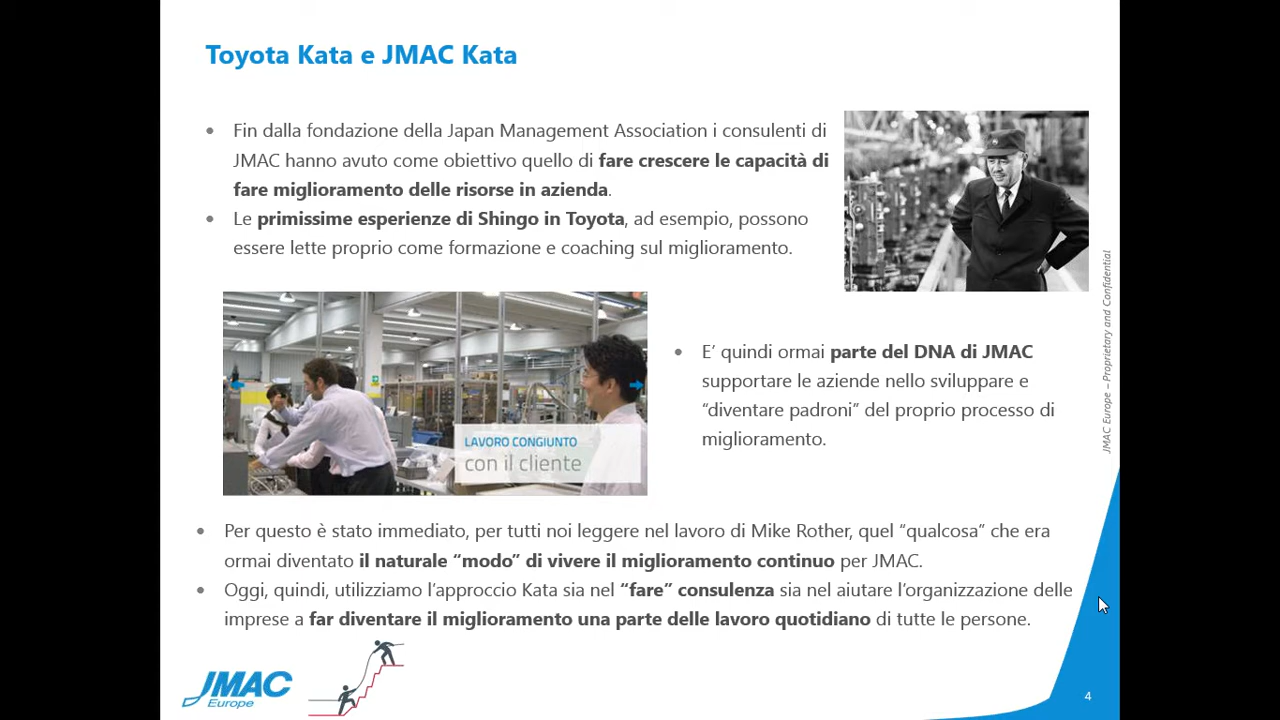 Toyota Kata e JMAC Kata
• Fin dalla fondazione della Japan Management Association i consulenti di
JMAC hanno avuto come obiettivo quello di fare crescere le capacità di
fare miglioramento delle risorse in azienda.
• Le primissime esperienze di Shingo in Toyota, ad esempio, possono
essere lette proprio come formazione e coaching sul miglioramento.
LAVORO CONGIUNTO
con il cliente
• E’ quindi ormai parte del DNA di JMAC
supportare le aziende nello sviluppare e
“diventare padroni” del proprio processo di
miglioramento.
• Per questo è stato immediato, per tutti noi leggere nel lavoro di Mike Rother, quel “qualcosa” che era
ormai diventato il naturale “modo” di vivere il miglioramento continuo per JMAC.
• Oggi, quindi, utilizziamo l’approccio Kata sia nel “fare” consulenza sia nel aiutare l’organizzazione delle
imprese a far diventare il miglioramento una parte delle lavoro quotidiano di tutte le persone.
JMAC Europe – Proprietary and Confidential
JMAC
Europe
4